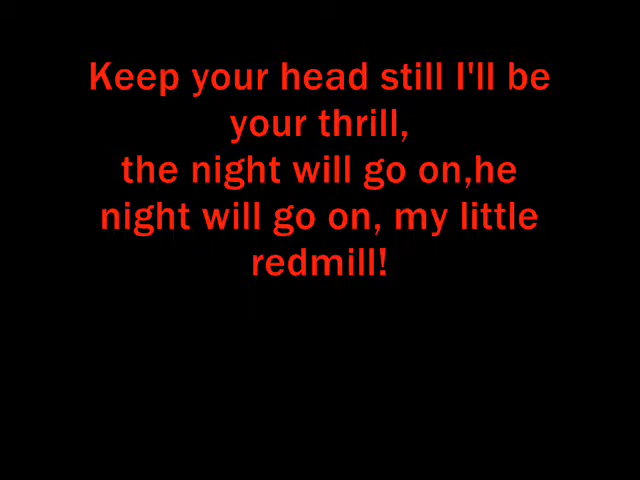 Keep your head still I'll be
your thrill,
the night will go on,he
night will go on, my little
redmill!